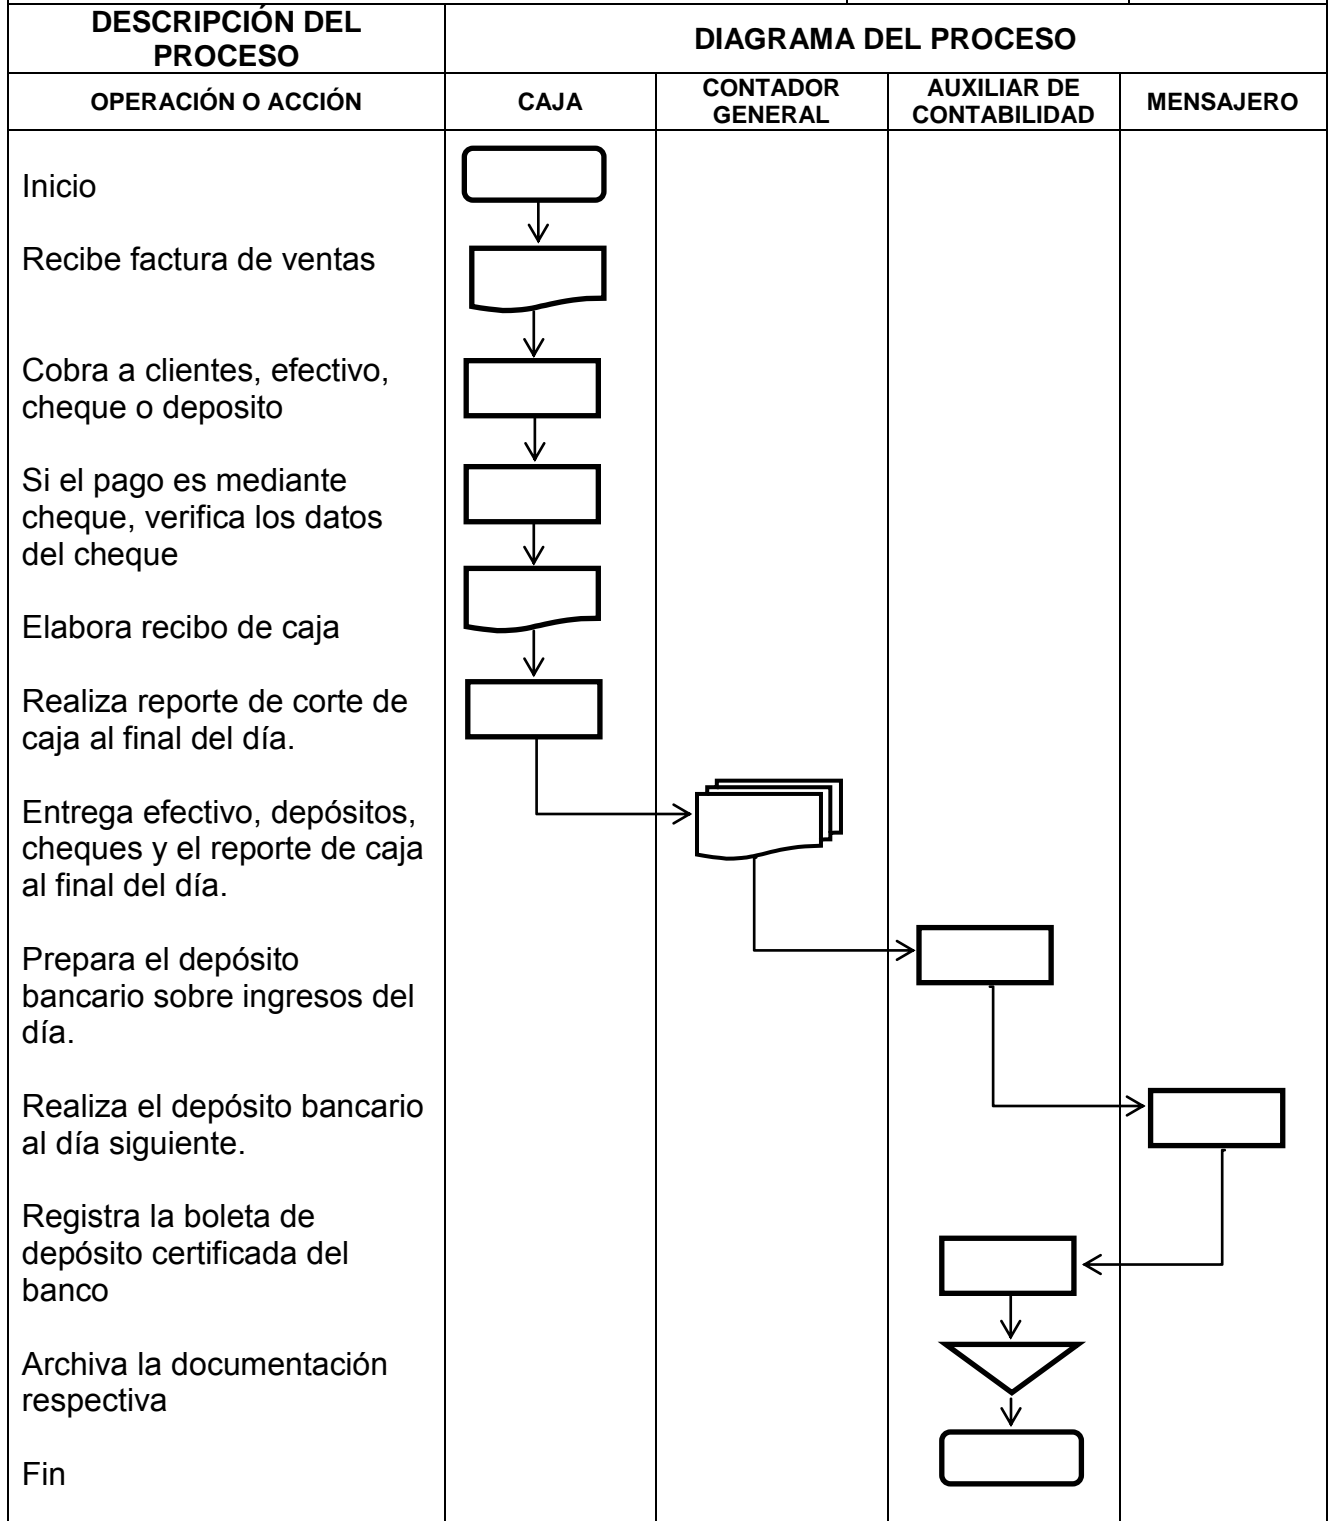 DESCRIPCIÓN DEL
PROCESO
DIAGRAMA DEL PROCESO
OPERACIÓN O ACCIÓN
CAJA
CONTADOR
GENERAL
AUXILIAR DE
CONTABILIDAD
MENSAJERO
Inicio
Recibe factura de ventas
Cobra a clientes, efectivo,
cheque o deposito
Si el pago es mediante
cheque, verifica los datos
del cheque
Elabora recibo de caja
Realiza reporte de corte de
caja al final del día.
Entrega efectivo, depósitos,
cheques y el reporte de caja
al final del día.
Prepara el depósito
bancario sobre ingresos del
día.
Realiza el depósito bancario
al día siguiente.
Registra la boleta de
depósito certificada del
banco
Archiva la documentación
respectiva
Fin